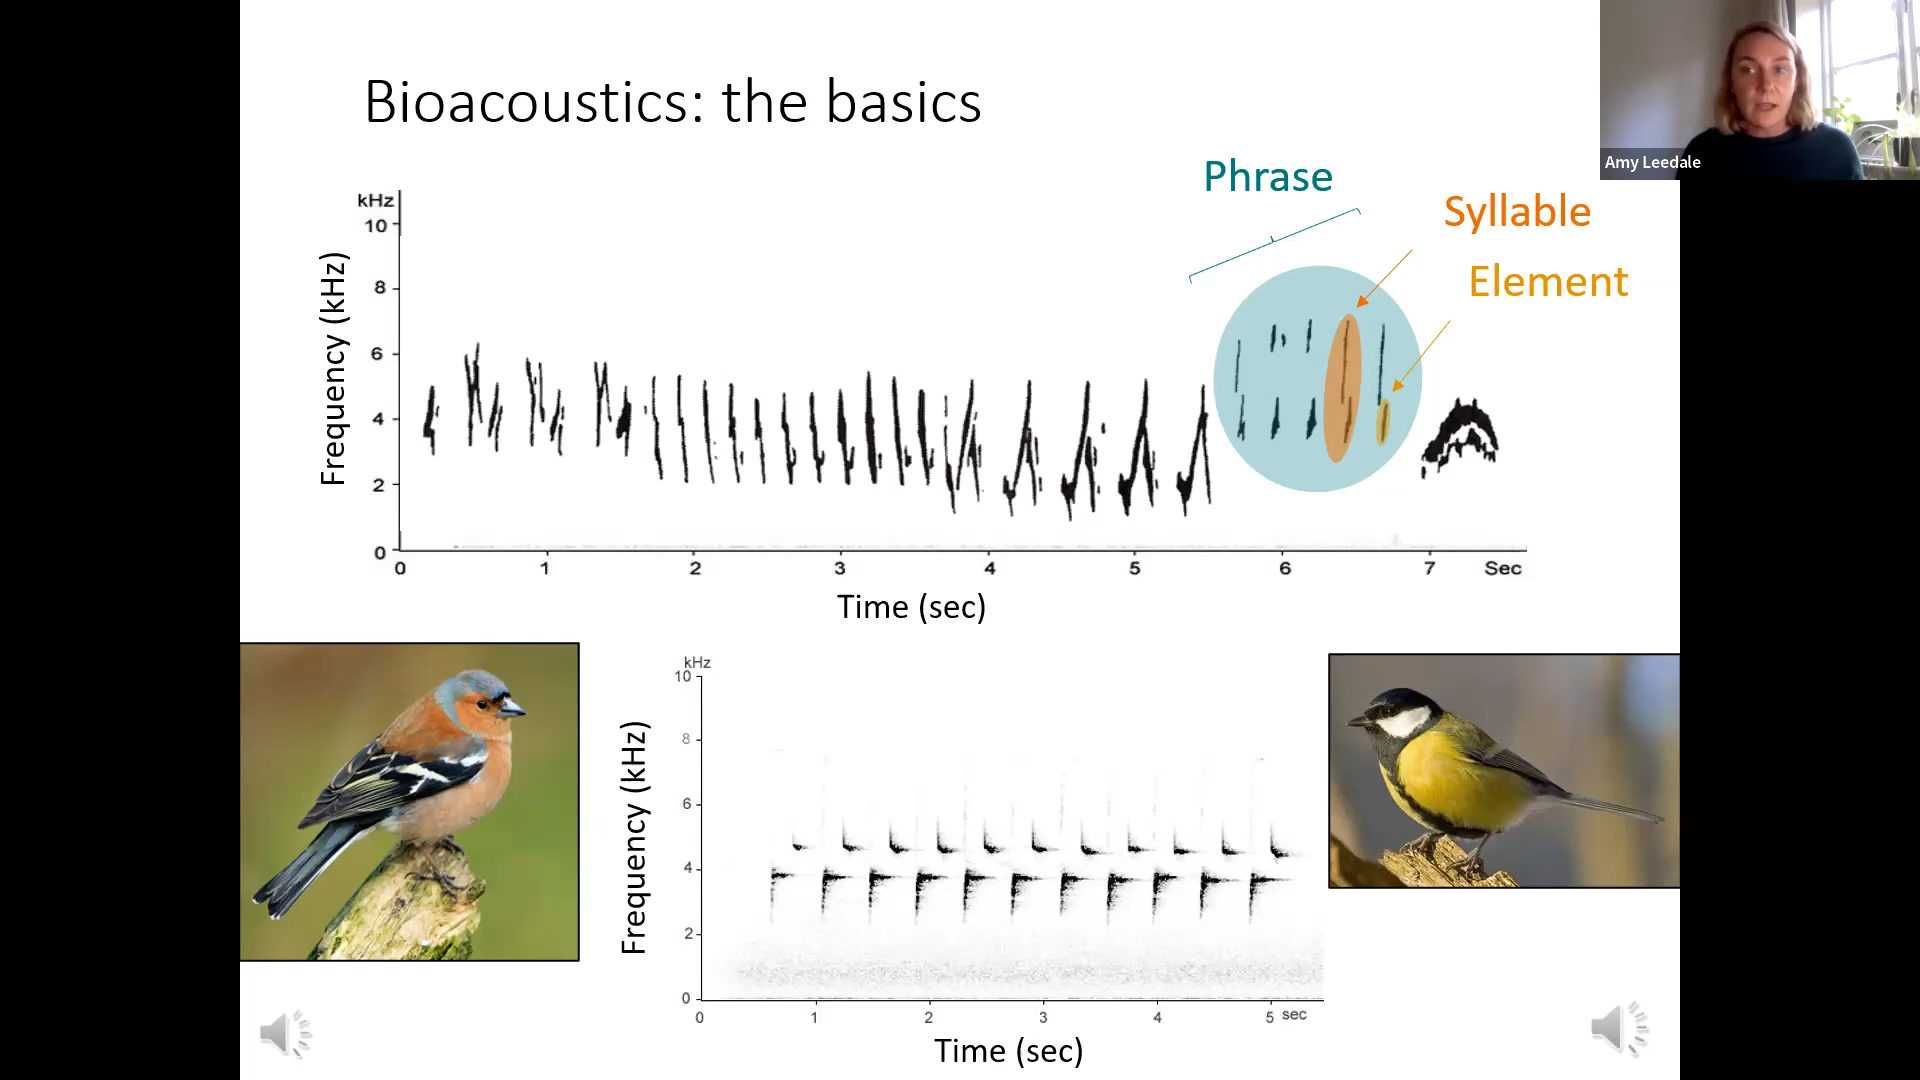 Bioacoustics: the basics
Amy Leedale
Phrase
Syllable
Element
kHz
10
8
6
4
2
0
Frequency (kHz)
0 1 2 3 4 5 6 7 Sec
Time (sec)
kHz
10
8
6
4
2
0
Frequency (kHz)
0 1 2 3 4 5 sec
Time (sec)